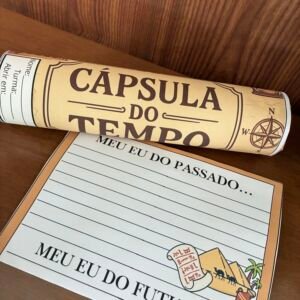 Nome:
Turma:
Abrir em:
CÁPSULA
DO
TEMPO
N
W
MEU EU DO PASSADO...
MEU EU DO FUTU